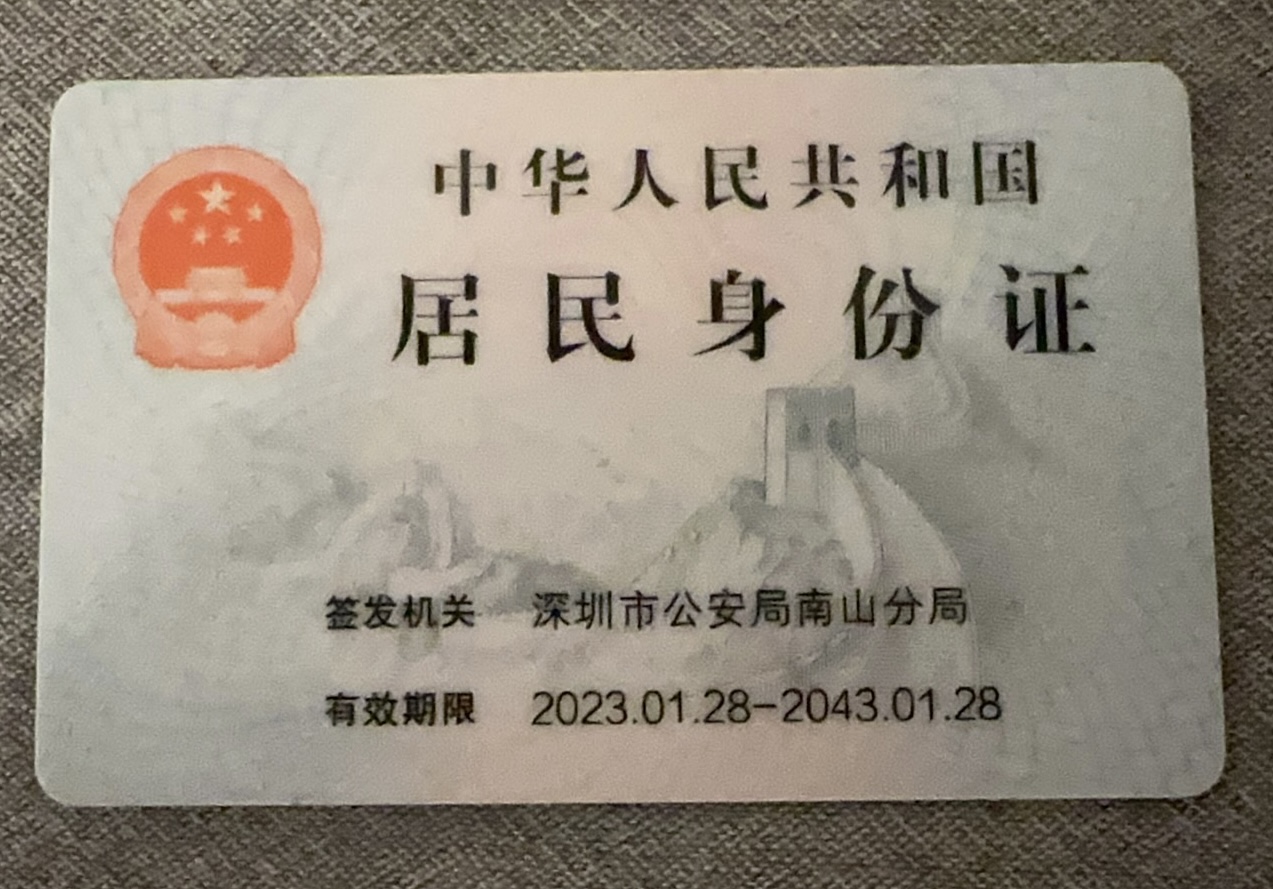 中华人民共和国
居民身份证
签发机关 深圳市公安局南山分局
有效期限 2023.01.28-2043.01.28